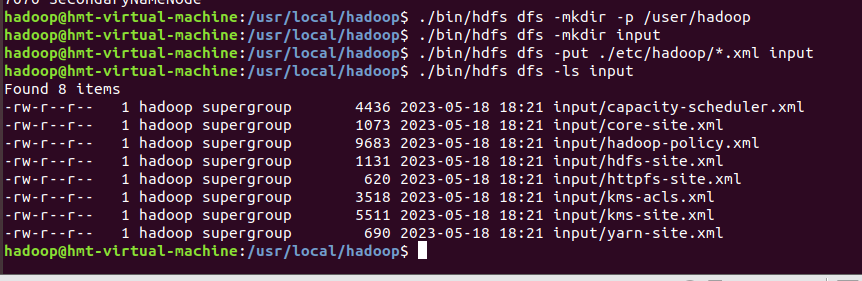 hadoop@hmt-virtual-machine:/usr/local/hadoop$ ./bin/hdfs dfs -mkdir -p /user/hadoop
hadoop@hmt-virtual-machine:/usr/local/hadoop$ ./bin/hdfs dfs -mkdir input
hadoop@hmt-virtual-machine:/usr/local/hadoop$ ./bin/hdfs dfs -put ./etc/hadoop/*.xml input
hadoop@hmt-virtual-machine:/usr/local/hadoop$ ./bin/hdfs dfs -ls input
Found 8 items
-rw-r--r--   1 hadoop supergroup       4436 2023-05-18 18:21 input/capacity-scheduler.xml
-rw-r--r--   1 hadoop supergroup       1073 2023-05-18 18:21 input/core-site.xml
-rw-r--r--   1 hadoop supergroup       9683 2023-05-18 18:21 input/hadoop-policy.xml
-rw-r--r--   1 hadoop supergroup       1131 2023-05-18 18:21 input/hdfs-site.xml
-rw-r--r--   1 hadoop supergroup        620 2023-05-18 18:21 input/httpfs-site.xml
-rw-r--r--   1 hadoop supergroup       3518 2023-05-18 18:21 input/kms-acls.xml
-rw-r--r--   1 hadoop supergroup       5511 2023-05-18 18:21 input/kms-site.xml
-rw-r--r--   1 hadoop supergroup        690 2023-05-18 18:21 input/yarn-site.xml
hadoop@hmt-virtual-machine:/usr/local/hadoop$